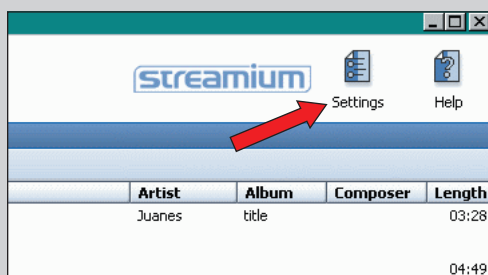 streamium
Settings Help
Artist Album Composer Length
Juanes title 03:28
04:49